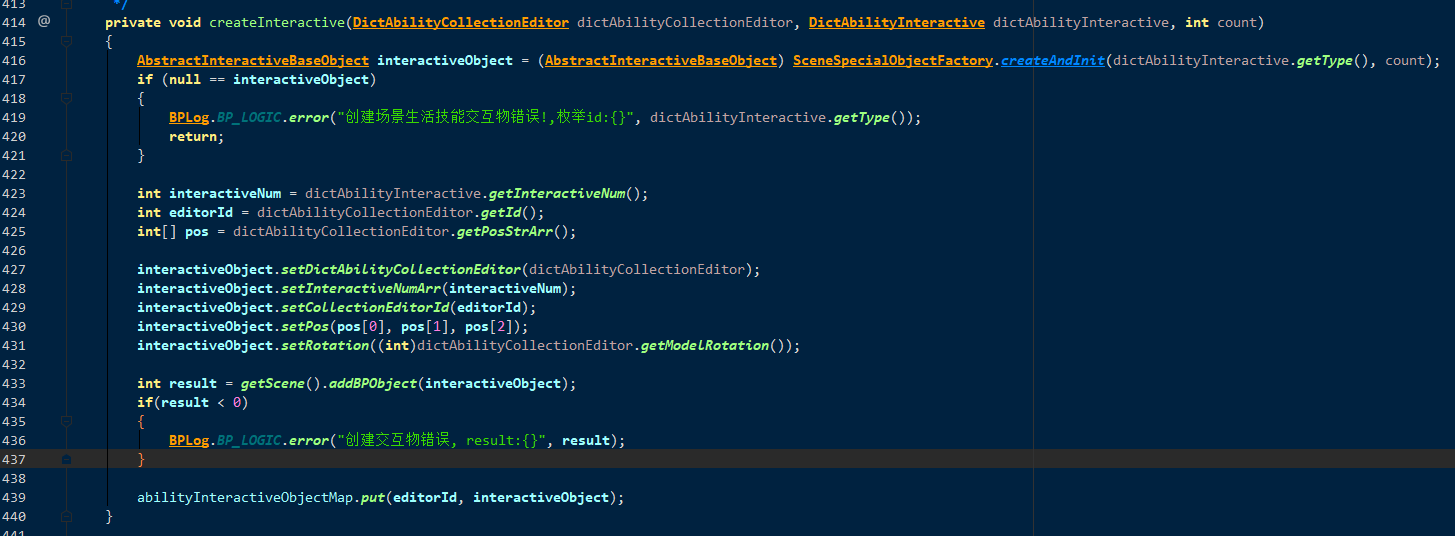 413 */
414 @ private void createInteractive(DictAbilityCollectionEditor dictAbilityCollectionEditor, DictAbilityInteractive dictAbilityInteractive, int count)
415 {
416 AbstractInteractiveBaseObject interactiveObject = (AbstractInteractiveBaseObject) SceneSpecialObjectFactory.createAndInit(dictAbilityInteractive.getType(), count);
417 if (null == interactiveObject)
418 {
419 BPLog.BP_LOGIC.error("创建场景生活技能交互物错误!,枚举id:{}", dictAbilityInteractive.getType());
420 return;
421 }
422
423 int interactiveNum = dictAbilityInteractive.getInteractiveNum();
424 int editorId = dictAbilityCollectionEditor.getId();
425 int[] pos = dictAbilityCollectionEditor.getPosStrArr();
426
427 interactiveObject.setDictAbilityCollectionEditor(dictAbilityCollectionEditor);
428 interactiveObject.setInteractiveNumArr(interactiveNum);
429 interactiveObject.setCollectionEditorId(editorId);
430 interactiveObject.setPos(pos[0], pos[1], pos[2]);
431 interactiveObject.setRotation((int)dictAbilityCollectionEditor.getModelRotation());
432
433 int result = getScene().addBPObject(interactiveObject);
434 if(result < 0)
435 {
436 BPLog.BP_LOGIC.error("创建交互物错误, result:{}", result);
437 }
438
439 abilityInteractiveObjectMap.put(editorId, interactiveObject);
440 }
441